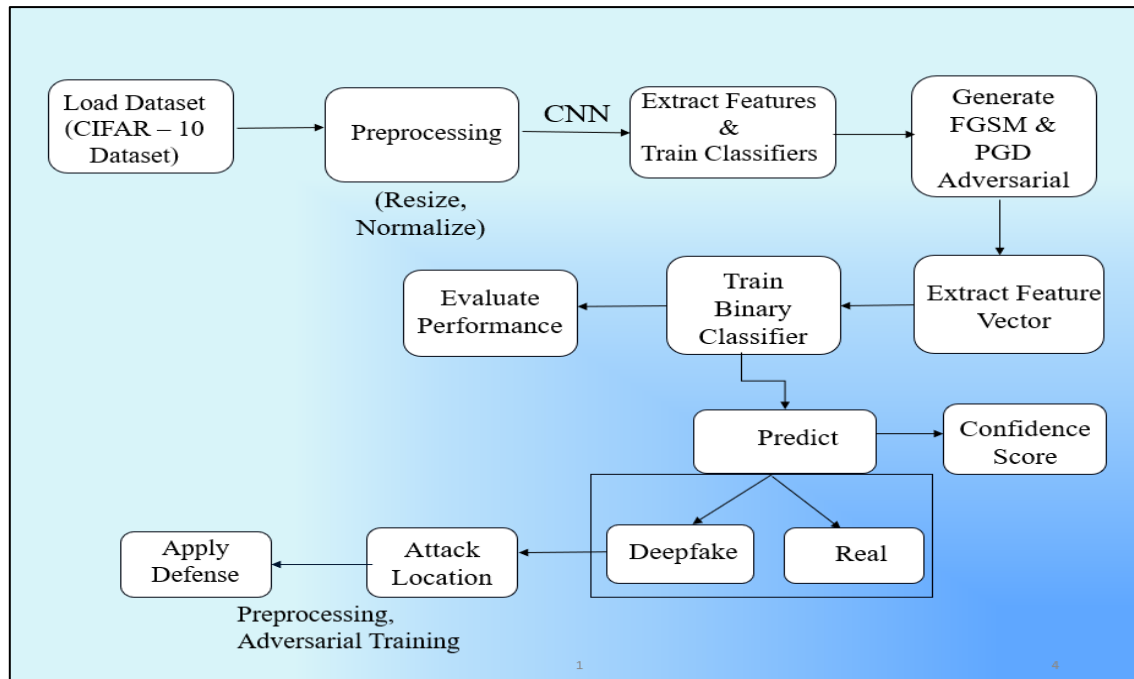 Load Dataset
(CIFAR – 10
Dataset)
Preprocessing
(Resize,
Normalize)
CNN
Extract Features
&
Train Classifiers
Generate
FGSM &
PGD
Adversarial
Extract Feature
Vector
Train
Binary
Classifier
Evaluate
Performance
Predict
Confidence
Score
Deepfake
Real
Attack
Location
Apply
Defense
Preprocessing,
Adversarial Training
1
4